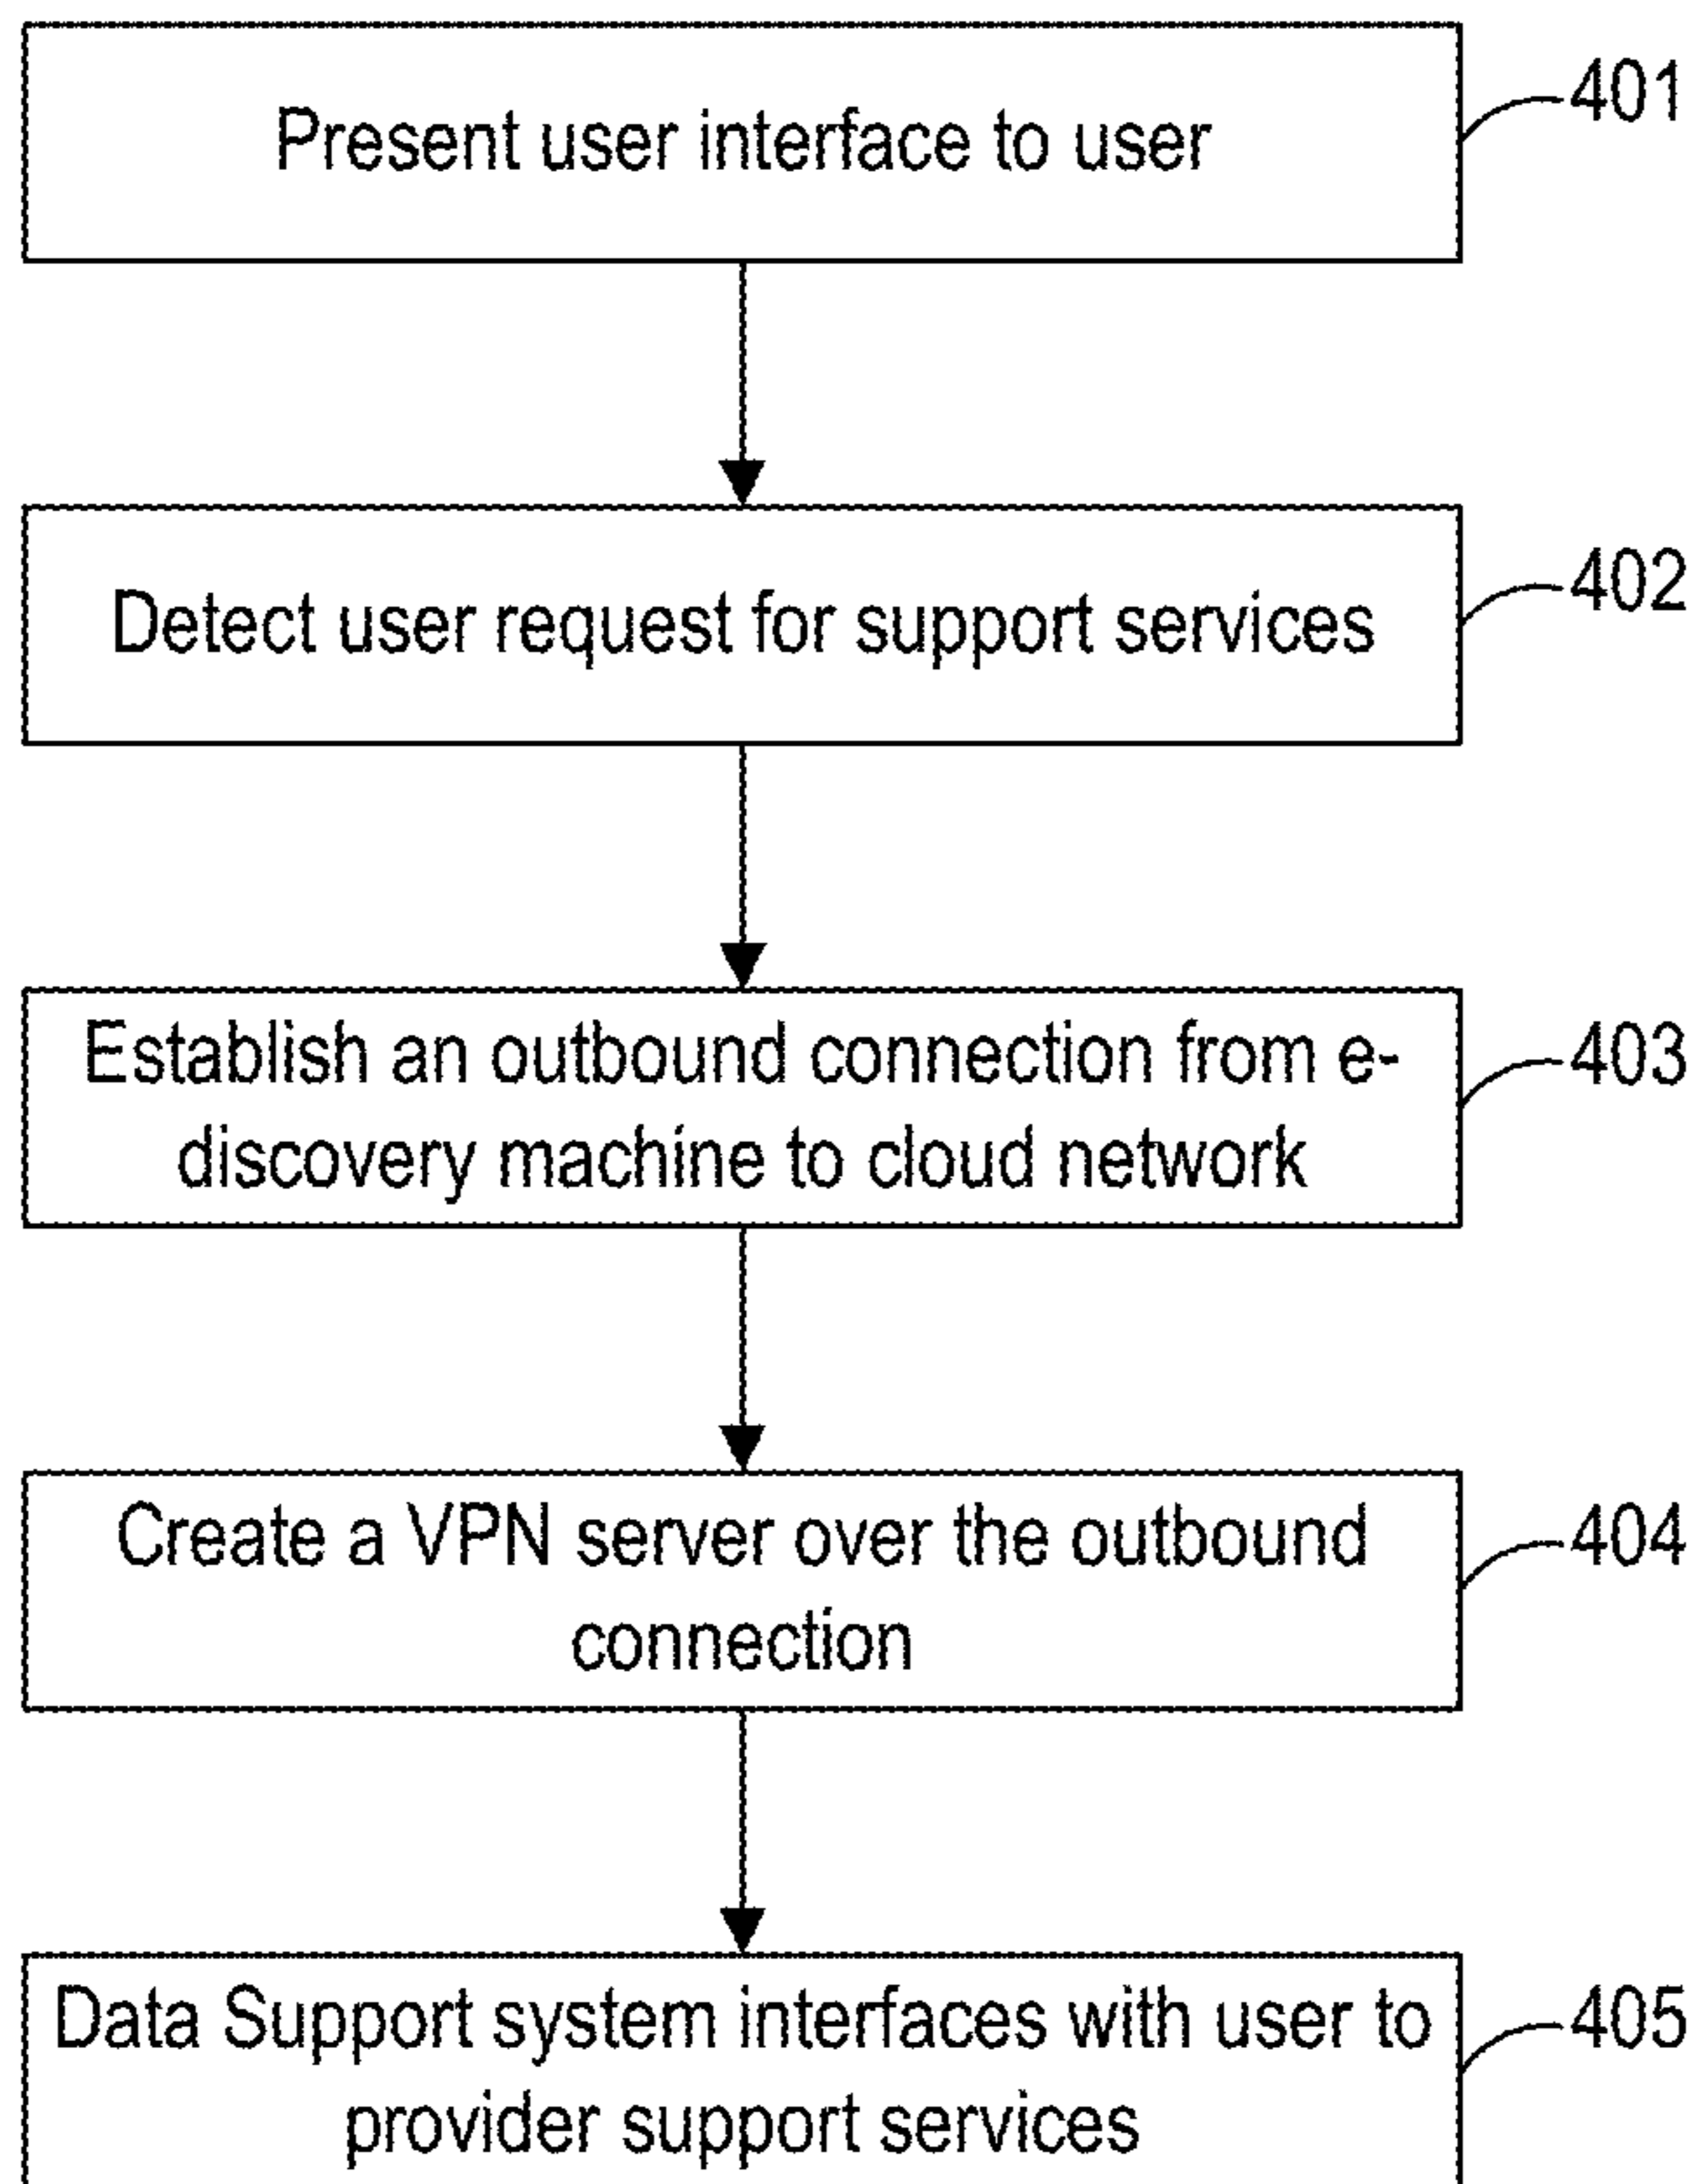 Present user interface to user
401
Detect user request for support services
402
Establish an outbound connection from e-
discovery machine to cloud network
403
Create a VPN server over the outbound
connection
404
Data Support system interfaces with user to
provider support services
405